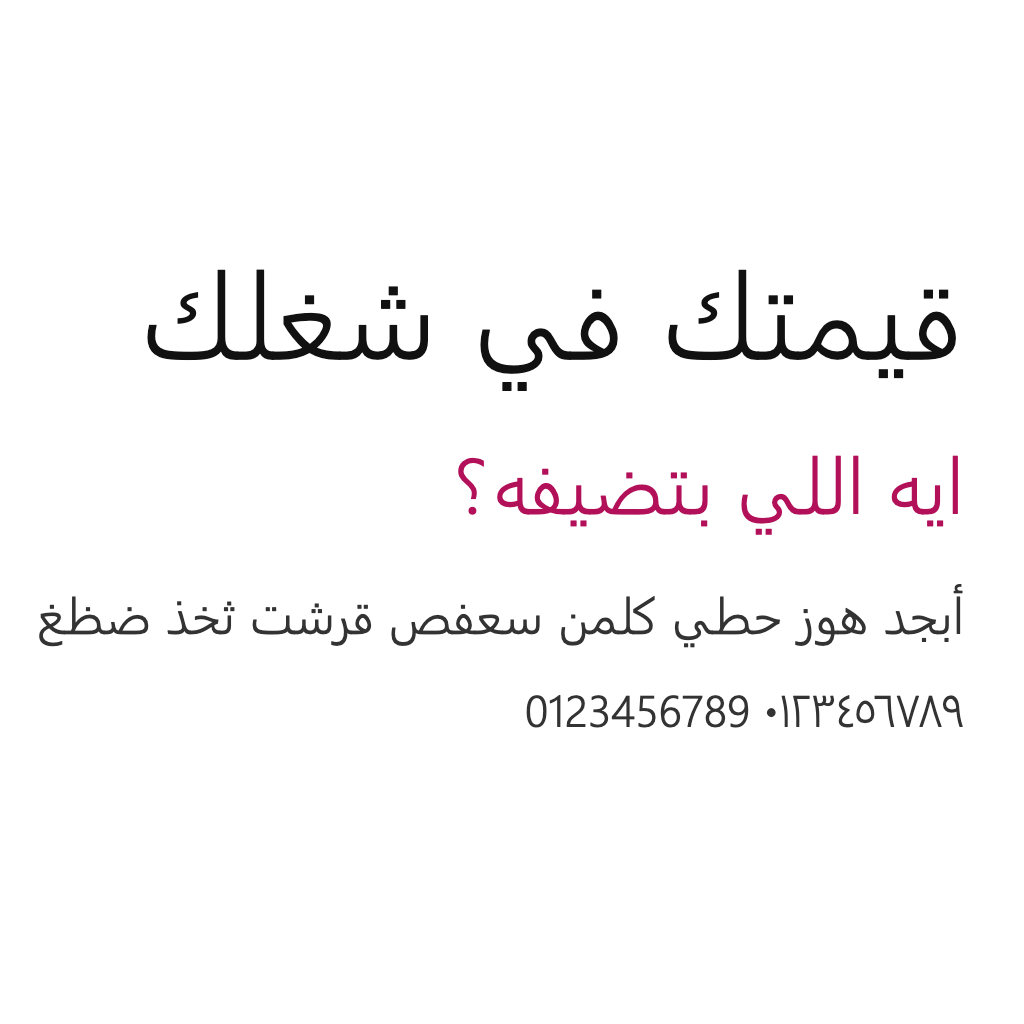 قيمتك في شغلك
ايه اللي بتضيفه؟
أبجد هوز حطي كلمن سعفص قرشت ثخذ ضظغ
0123456789 ٠١٢٣٤٥٦٧٨٩